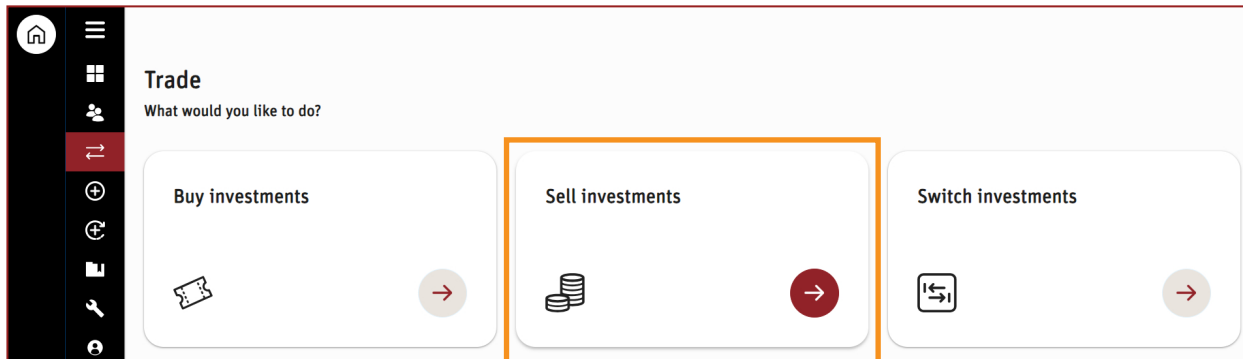 Trade
What would you like to do?
Buy investments
Sell investments
Switch investments